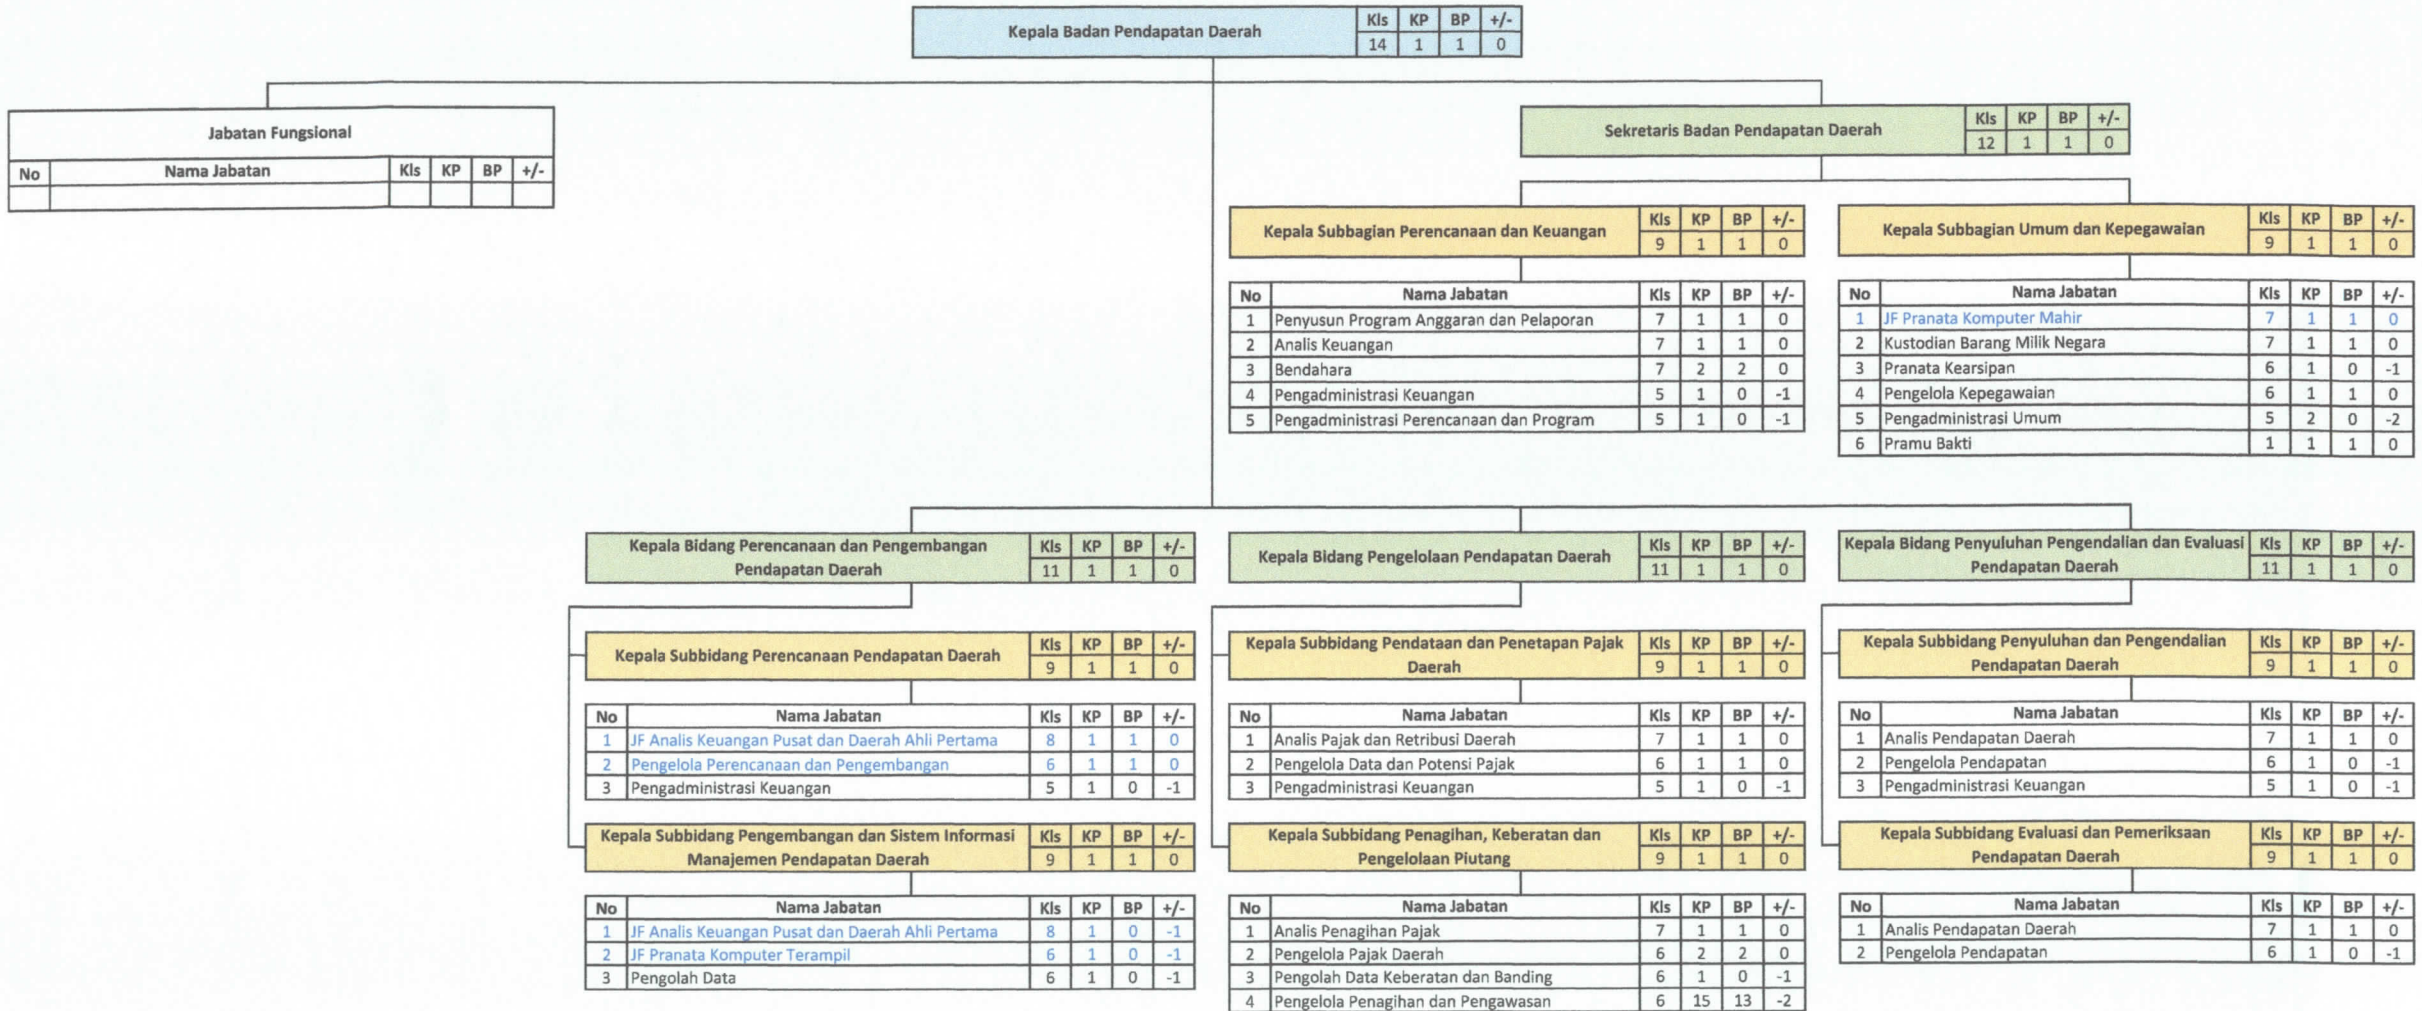 Kepala Badan Pendapatan Daerah
Kls KP BP +/-
14 1 1 0
Jabatan Fungsional
No Nama Jabatan Kls KP BP +/-
Sekretaris Badan Pendapatan Daerah
Kls KP BP +/-
12 1 1 0
Kepala Subbagian Perencanaan dan Keuangan
Kls KP BP +/-
9 1 1 0
No Nama Jabatan Kls KP BP +/-
1 Penyusun Program Anggaran dan Pelaporan 7 1 1 0
2 Analis Keuangan 7 1 1 0
3 Bendahara 7 2 2 0
4 Pengadministrasi Keuangan 5 1 0 -1
5 Pengadministrasi Perencanaan dan Program 5 1 0 -1
Kepala Subbagian Umum dan Kepegawaian
Kls KP BP +/-
9 1 1 0
No Nama Jabatan Kls KP BP +/-
1 JF Pranata Komputer Mahir 7 1 1 0
2 Kustodian Barang Milik Negara 7 1 1 0
3 Pranata Kearsipan 6 1 0 -1
4 Pengelola Kepegawaian 6 1 1 0
5 Pengadministrasi Umum 5 2 0 -2
6 Pramu Bakti 1 1 1 0
Kepala Bidang Perencanaan dan Pengembangan
Pendapatan Daerah
Kls KP BP +/-
11 1 1 0
Kepala Subbidang Perencanaan Pendapatan Daerah
Kls KP BP +/-
9 1 1 0
No Nama Jabatan Kls KP BP +/-
1 JF Analis Keuangan Pusat dan Daerah Ahli Pertama 8 1 1 0
2 Pengelola Perencanaan dan Pengembangan 6 1 1 0
3 Pengadministrasi Keuangan 5 1 0 -1
Kepala Subbidang Pengembangan dan Sistem Informasi
Manajemen Pendapatan Daerah
Kls KP BP +/-
9 1 1 0
No Nama Jabatan Kls KP BP +/-
1 JF Analis Keuangan Pusat dan Daerah Ahli Pertama 8 1 0 -1
2 JF Pranata Komputer Terampil 6 1 0 -1
3 Pengolah Data 6 1 0 -1
Kepala Bidang Pengelolaan Pendapatan Daerah
Kls KP BP +/-
11 1 1 0
Kepala Subbidang Pendataan dan Penetapan Pajak
Daerah
Kls KP BP +/-
9 1 1 0
No Nama Jabatan Kls KP BP +/-
1 Analis Pajak dan Retribusi Daerah 7 1 1 0
2 Pengelola Data dan Potensi Pajak 6 1 1 0
3 Pengadministrasi Keuangan 5 1 0 -1
Kepala Subbidang Penagihan, Keberatan dan
Pengelolaan Piutang
Kls KP BP +/-
9 1 1 0
No Nama Jabatan Kls KP BP +/-
1 Analis Penagihan Pajak 7 1 1 0
2 Pengelola Pajak Daerah 6 2 2 0
3 Pengolah Data Keberatan dan Banding 6 1 0 -1
4 Pengelola Penagihan dan Pengawasan 6 15 13 -2
Kepala Bidang Penyuluhan Pengendalian dan Evaluasi
Pendapatan Daerah
Kls KP BP +/-
11 1 1 0
Kepala Subbidang Penyuluhan dan Pengendalian
Pendapatan Daerah
Kls KP BP +/-
9 1 1 0
No Nama Jabatan Kls KP BP +/-
1 Analis Pendapatan Daerah 7 1 1 0
2 Pengelola Pendapatan 6 1 0 -1
3 Pengadministrasi Keuangan 5 1 0 -1
Kepala Subbidang Evaluasi dan Pemeriksaan
Pendapatan Daerah
Kls KP BP +/-
9 1 1 0
No Nama Jabatan Kls KP BP +/-
1 Analis Pendapatan Daerah 7 1 1 0
2 Pengelola Pendapatan 6 1 0 -1